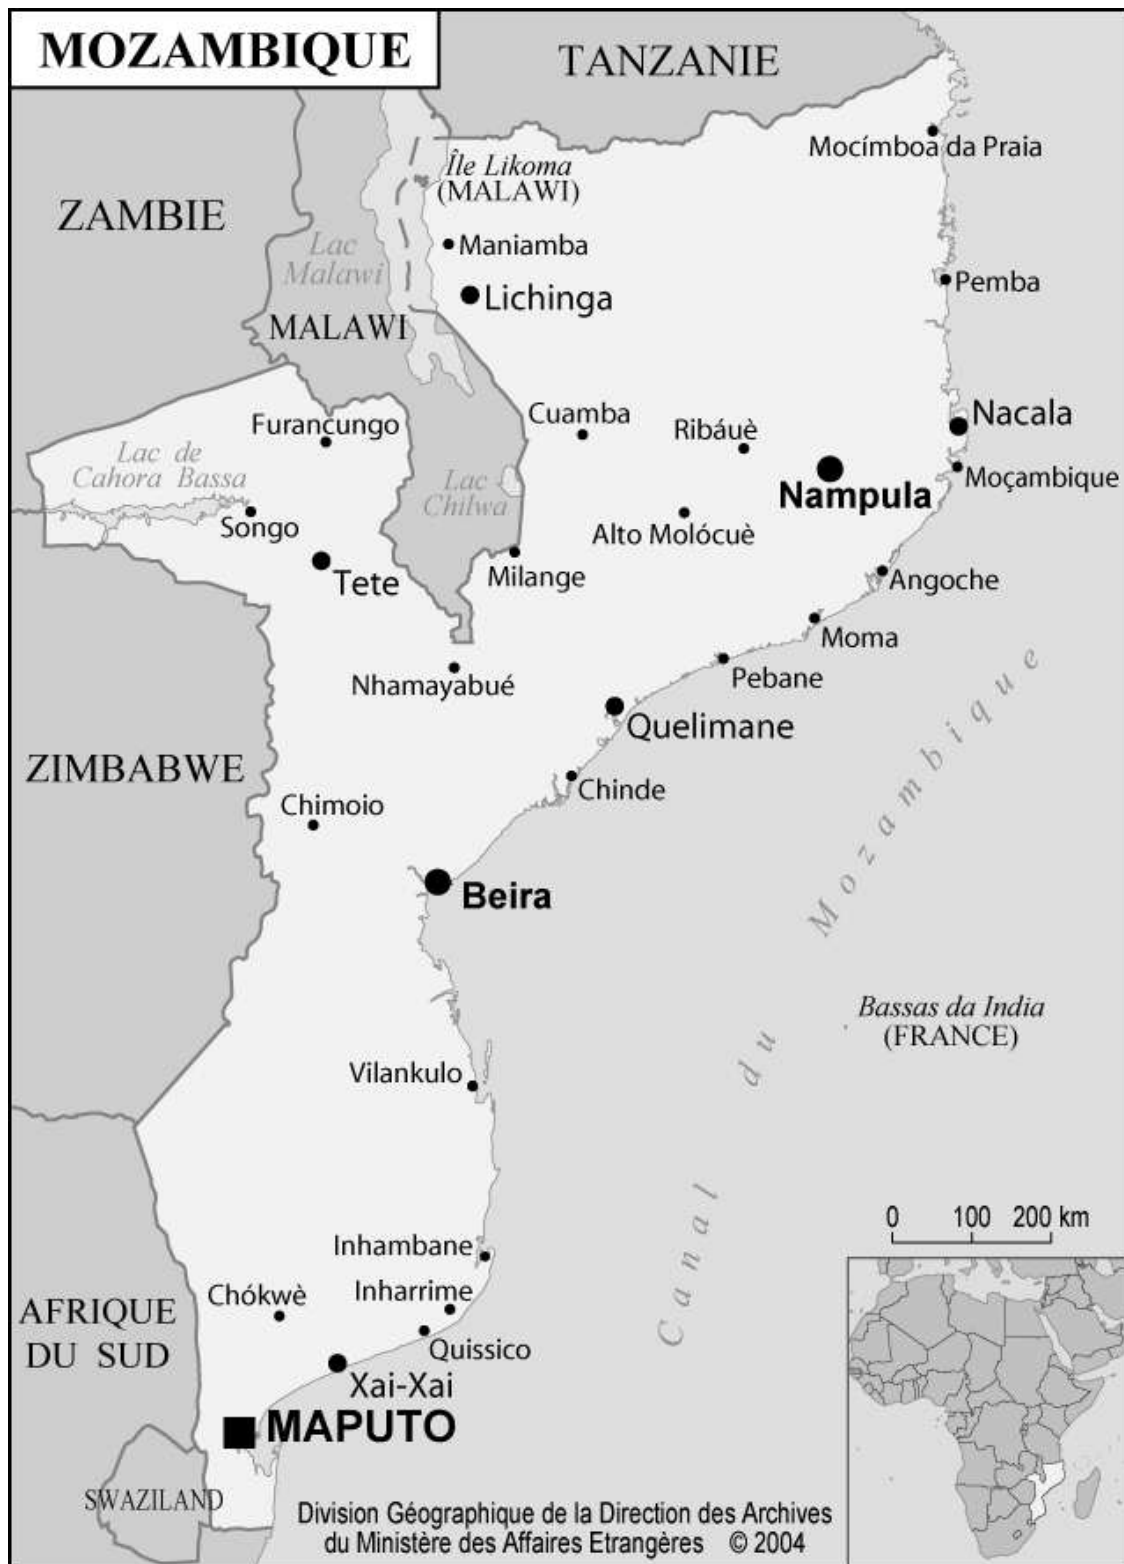 MOZAMBIQUE
TANZANIE
Mocímboa da Praia
Île Likoma
(MALAWI)
ZAMBIE
Lac
Malawi
Maniamba
Lichinga
Pemba
MALAWI
Furancungo
Cuamba
Ribáuè
Nacala
Lac de
Cahora Bassa
Lac
Chilwa
Nampula
Moçambique
Songo
Alto Molócuè
Tete
Milange
Angoche
Moma
Nhamayabué
Pebane
Quelimane
ZIMBABWE
Chinde
Chimoio
Beira
Canal du Mozambique
Bassas da India
(FRANCE)
Vilankulo
0 100 200 km
Inhambane
Chókwè
Inharrime
AFRIQUE
DU SUD
Quissico
Xai-Xai
MAPUTO
SWAZILAND
Division Géographique de la Direction des Archives
du Ministère des Affaires Etrangères © 2004